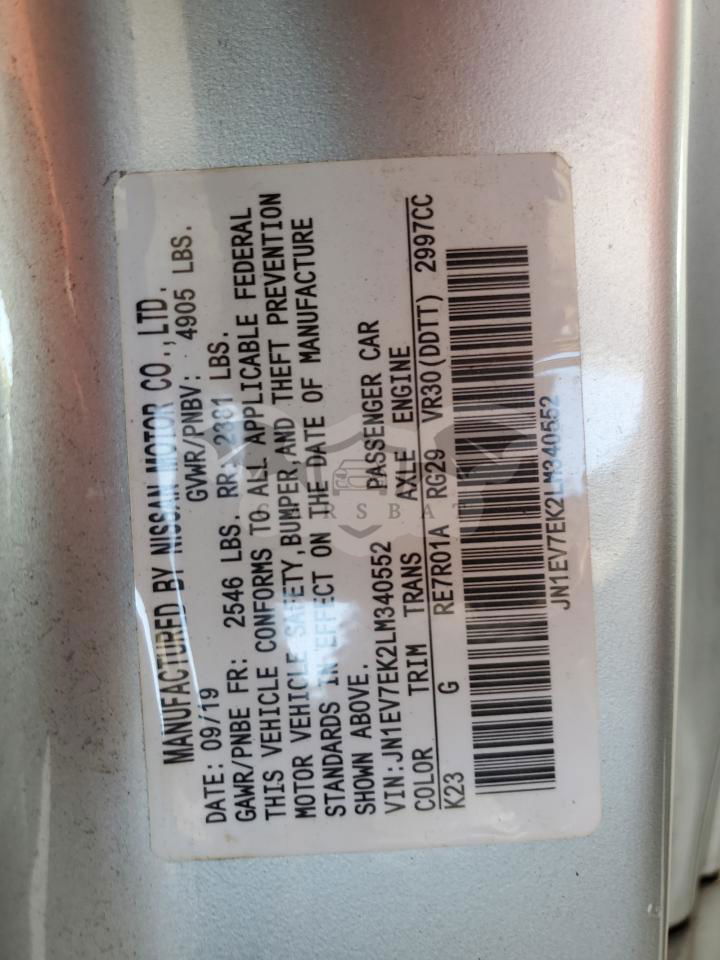 MANUFACTURED BY NISSAN MOTOR CO.,LTD.
DATE: 09/19 GVWR/PNBV: 4905 LBS.
GAWR/PNBE FR: 2546 LBS. RR: 2381 LBS.
THIS VEHICLE CONFORMS TO ALL APPLICABLE FEDERAL
MOTOR VEHICLE SAFETY,BUMPER,AND THEFT PREVENTION
STANDARDS IN EFFECT ON THE DATE OF MANUFACTURE
SHOWN ABOVE.
VIN:JN1EV7EK2LM340552 PASSENGER CAR
COLOR TRIM TRANS AXLE ENGINE
K23 G RE7R01A RG29 VR30(DDTT) 2997CC
JN1EV7EK2LM340552